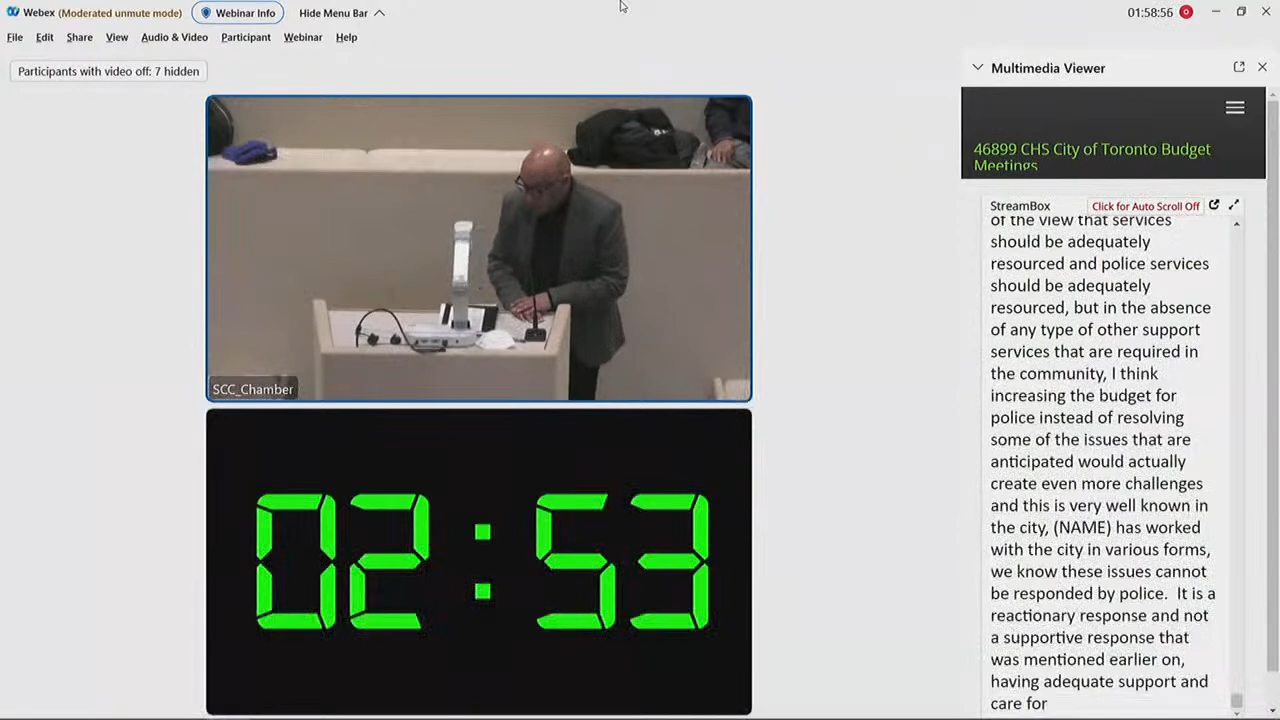 Webex (Moderated unmute mode) Webinar Info Hide Menu Bar 01:58:56
File Edit Share View Audio & Video Participant Webinar Help
Participants with video off: 7 hidden
Multimedia Viewer
46899 CHS City of Toronto Budget
Meetings
StreamBox Click for Auto Scroll Off
of the view that services
should be adequately
resourced and police services
should be adequately
resourced, but in the absence
of any type of other support
services that are required in
the community, I think
increasing the budget for
police instead of resolving
some of the issues that are
anticipated would actually
create even more challenges
and this is very well known in
the city, (NAME) has worked
with the city in various forms,
we know these issues cannot
be responded by police.  It is a
reactionary response and not
a supportive response that
was mentioned earlier on,
having adequate support and
care for
SCC_Chamber
02:53